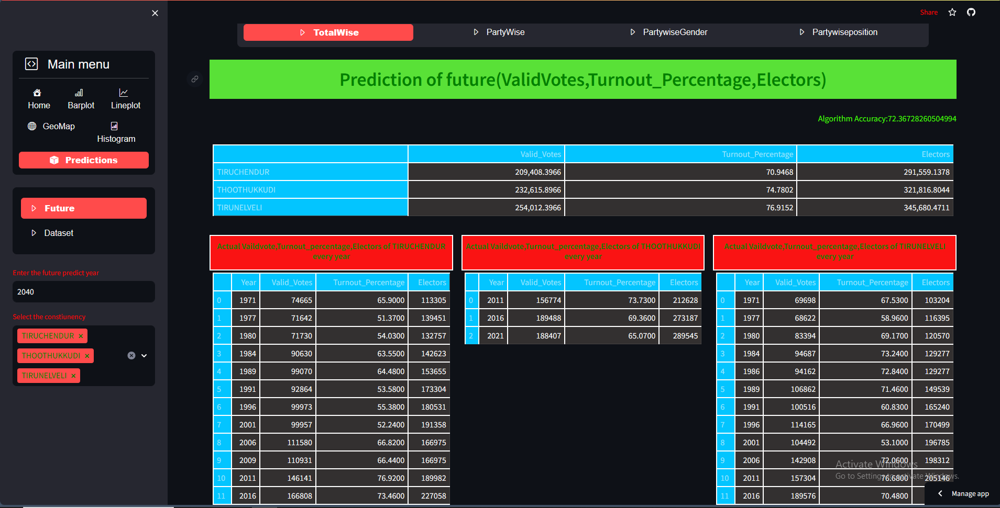 Share
Main menu
Home
Barplot
Lineplot
GeoMap
Histogram
Predictions
Future
Dataset
Enter the future predict year
2040
Select the constiunency
TIRUCHENDUR ×
THOOTHUKKUDI ×
TIRUNELVELI ×
TotalWise PartyWise PartywiseGender Partywiseposition
Prediction of future(ValidVotes,Turnout_Percentage,Electors)
Algorithm Accuracy:72.36728260504994
Valid_Votes Turnout_Percentage Electors
TIRUCHENDUR 209,408.3966 70.9468 291,559.1378
THOOTHUKKUDI 232,615.8966 74.7802 321,816.8044
TIRUNELVELI 254,012.3966 76.9152 345,680.4711
Actual Vaildvote,Turnout_percentage,Electors of TIRUCHENDUR
every year
Year Valid_Votes Turnout_Percentage Electors
0 1971 74665 65.9000 113305
1 1977 71642 51.3700 139451
2 1980 71730 54.0300 132757
3 1984 90630 63.5500 142623
4 1989 99070 64.4800 153655
5 1991 92864 53.5800 173304
6 1996 99973 55.3800 180531
7 2001 99957 52.2400 191358
8 2006 111580 66.8200 166975
9 2009 110931 66.4400 166975
10 2011 146141 76.9200 189982
11 2016 166808 73.4600 227058
Actual Vaildvote,Turnout_percentage,Electors of THOOTHUKKUDI
every year
Year Valid_Votes Turnout_Percentage Electors
0 2011 156774 73.7300 212628
1 2016 189488 69.3600 273187
2 2021 188407 65.0700 289545
Actual Vaildvote,Turnout_percentage,Electors of TIRUNELVELI
every year
Year Valid_Votes Turnout_Percentage Electors
0 1971 69698 67.5300 103204
1 1977 68622 58.9600 116395
2 1980 83394 69.1700 120570
3 1984 94687 73.2400 129277
4 1986 94162 72.8400 129277
5 1989 106862 71.4600 149539
6 1991 100516 60.8300 165240
7 1996 114165 66.9600 170499
8 2001 104492 53.1000 196785
9 2006 142908 72.0600 198312
10 2011 157304 76.6800 205146
11 2016 189576 70.4800
Activate Windows
Go to Settings to activate Windows.
Manage app